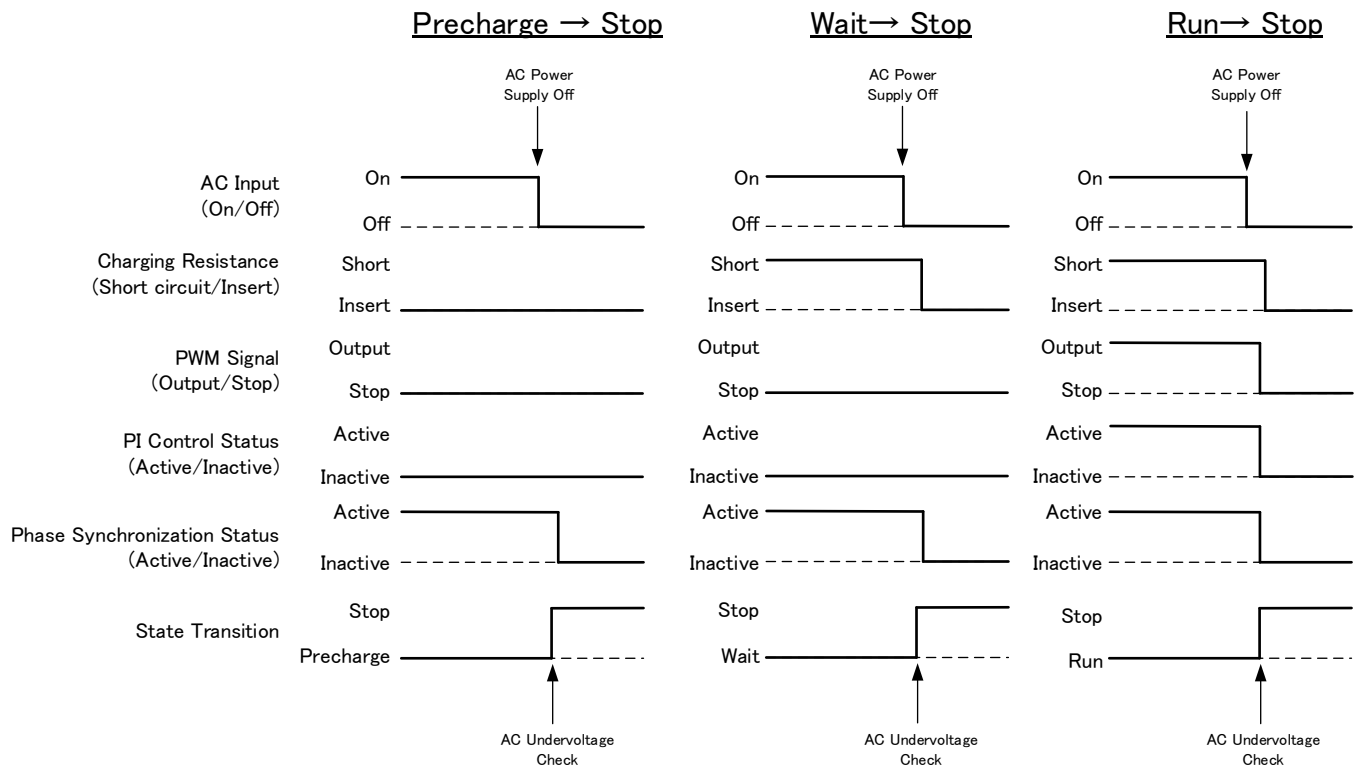 Precharge → Stop
Wait→ Stop
Run→ Stop
AC Power
Supply Off
AC Power
Supply Off
AC Power
Supply Off
AC Input
(On/Off)
On
Off
On
Off
On
Off
Charging Resistance
(Short circuit/Insert)
Short
Insert
Short
Insert
Short
Insert
PWM Signal
(Output/Stop)
Output
Stop
Output
Stop
Output
Stop
PI Control Status
(Active/Inactive)
Active
Inactive
Active
Inactive
Active
Inactive
Phase Synchronization Status
(Active/Inactive)
Active
Inactive
Active
Inactive
Active
Inactive
State Transition
Stop
Precharge
Stop
Wait
Stop
Run
AC Undervoltage
Check
AC Undervoltage
Check
AC Undervoltage
Check